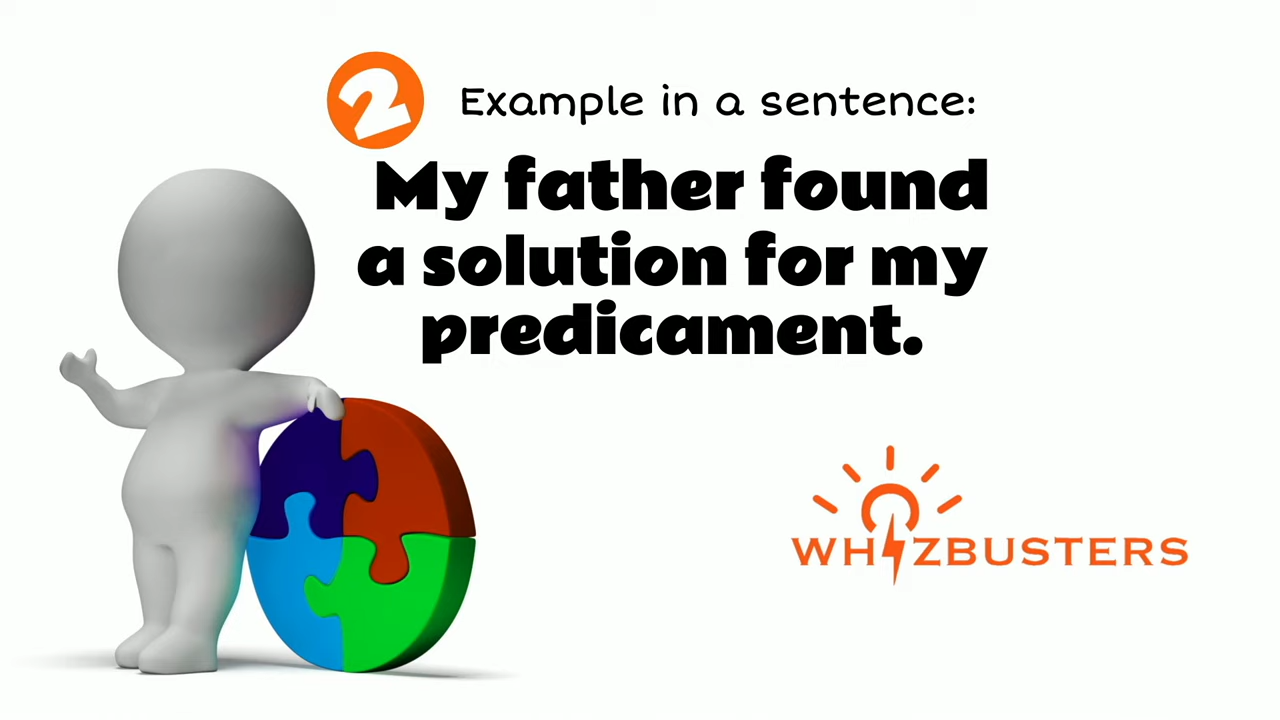 2 Example in a sentence:
My father found
a solution for my
predicament.
WHIZBUSTERS